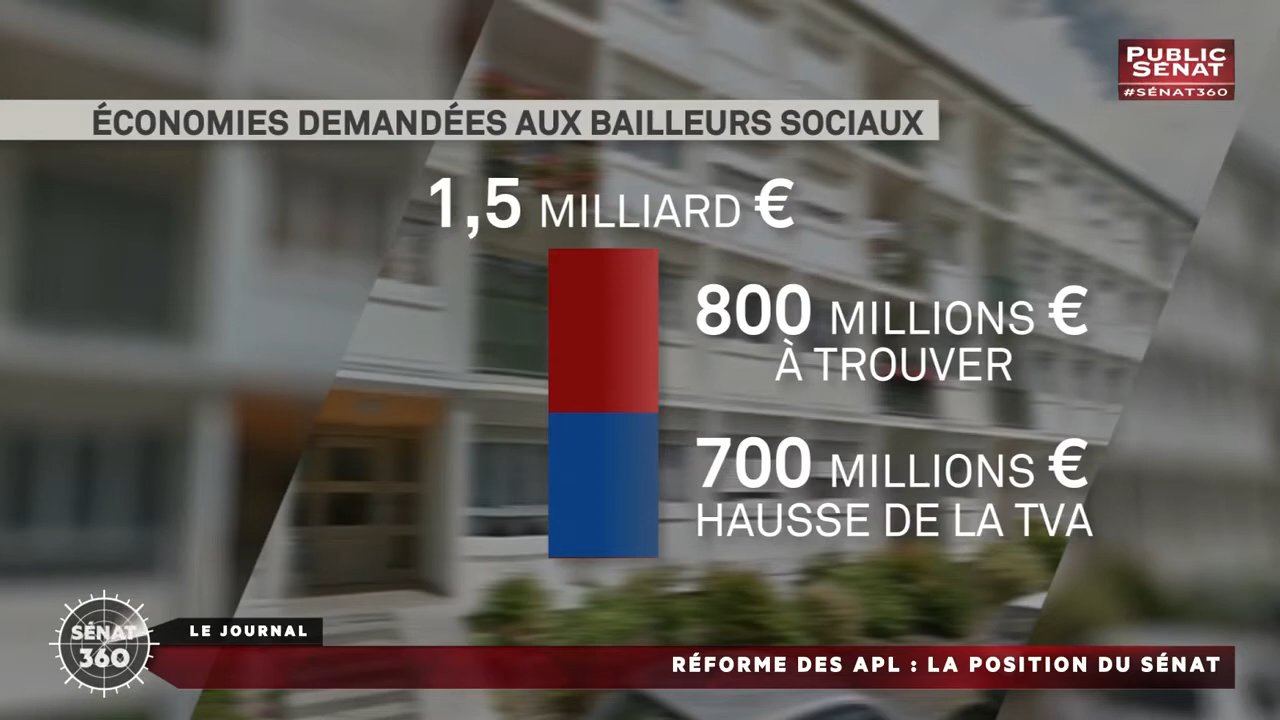 PUBLIC
SÉNAT
#SÉNAT360
ÉCONOMIES DEMANDÉES AUX BAILLEURS SOCIAUX
1,5 MILLIARD €
800 MILLIONS €
À TROUVER
700 MILLIONS €
HAUSSE DE LA TVA
SÉNAT
360
LE JOURNAL
RÉFORME DES APL : LA POSITION DU SÉNAT